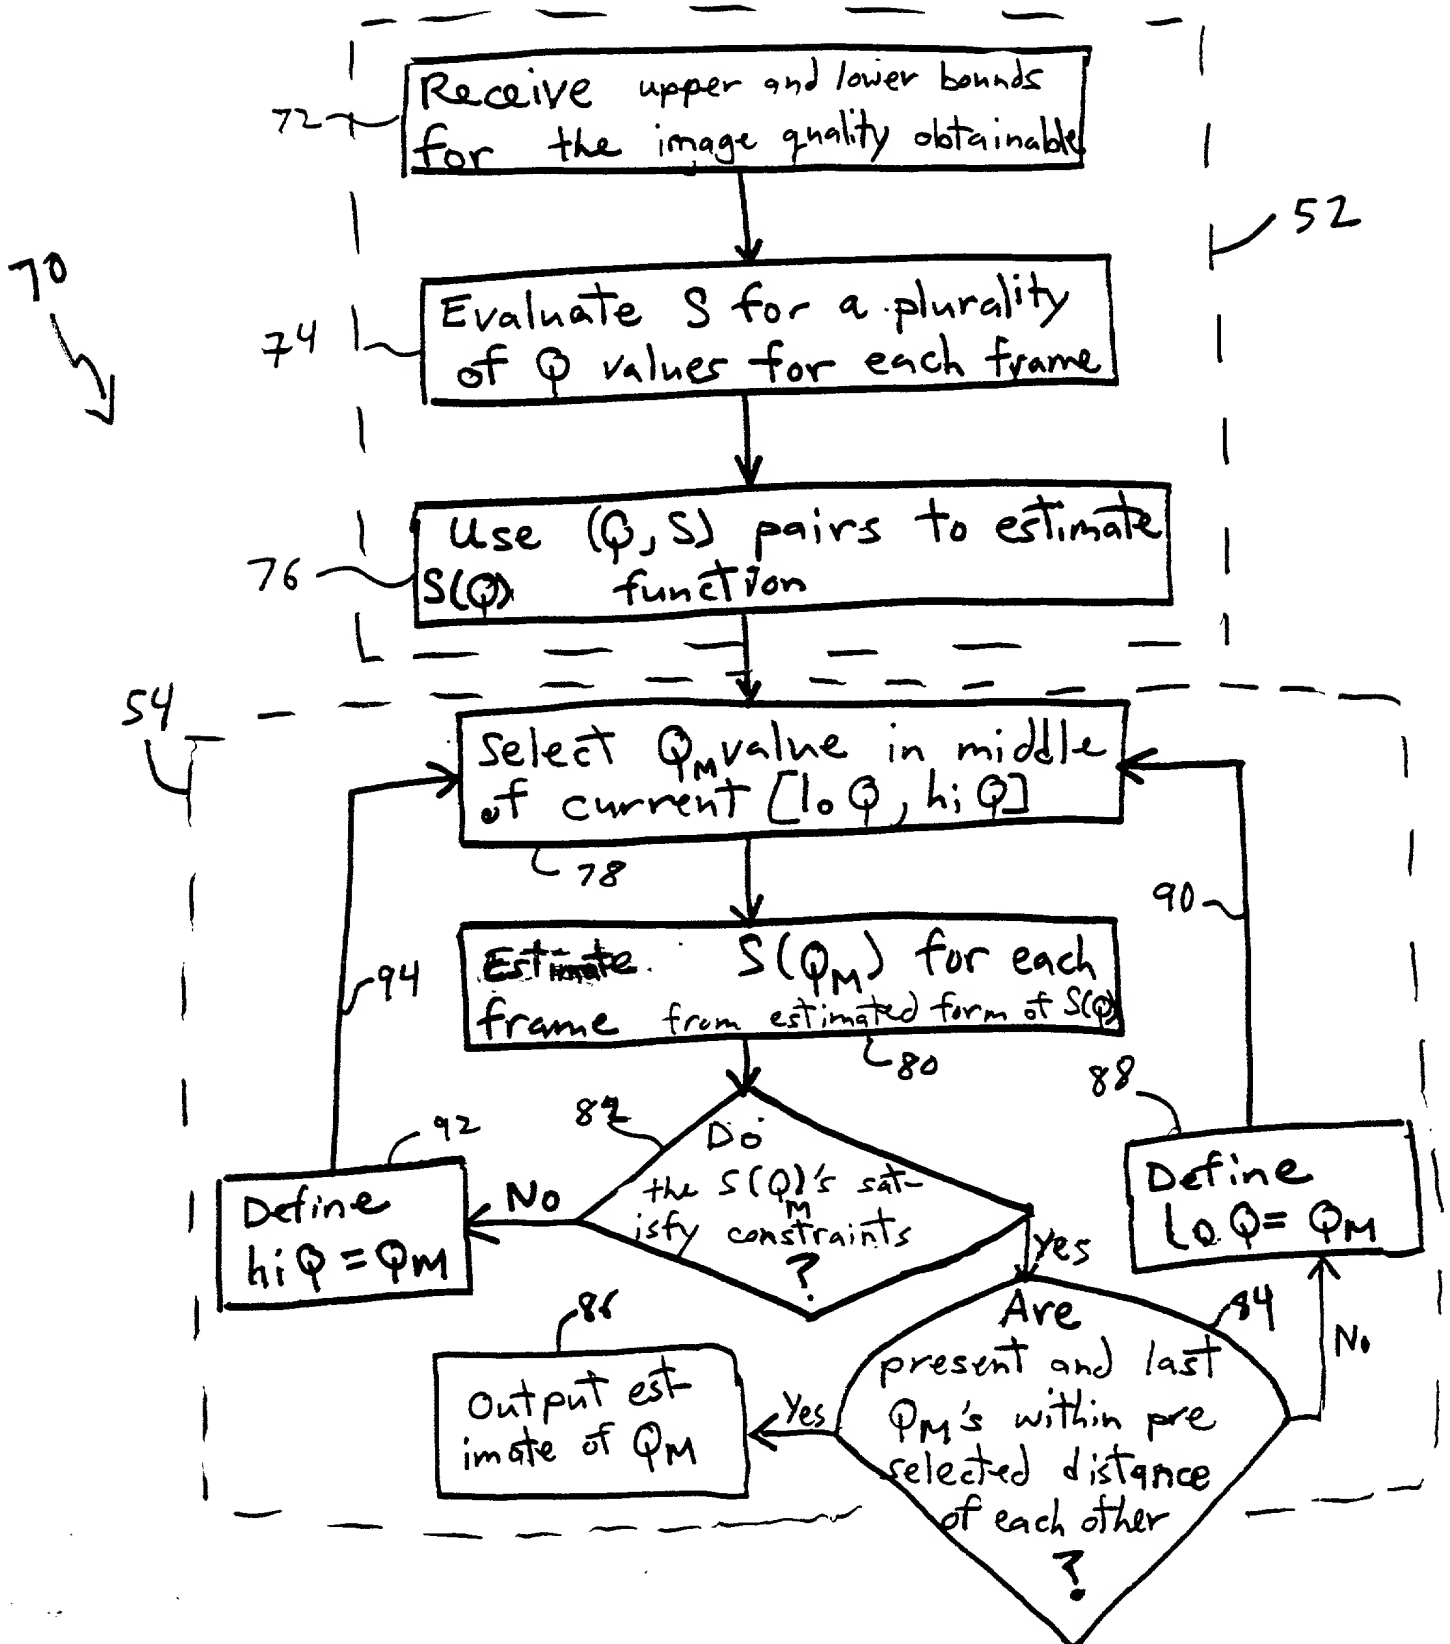 Receive upper and lower bounds
for the image quality obtainable
72
52
70
Evaluate S for a plurality
of Q values for each frame
74
Use (Q, S) pairs to estimate
S(Q) function
76
54
Select QM value in middle
of current [lo Q, hi Q]
78
90
Estimate S(QM) for each
frame from estimated form of S(Q)
94
80
88
82
92
Do
the S(QM)'s sat-
isfy constraints
?
No
Yes
Define
hi Q = QM
Define
lo Q = QM
86
84
No
Are
present and last
QM's within pre
selected distance
of each other
?
Yes
Output est-
imate of QM